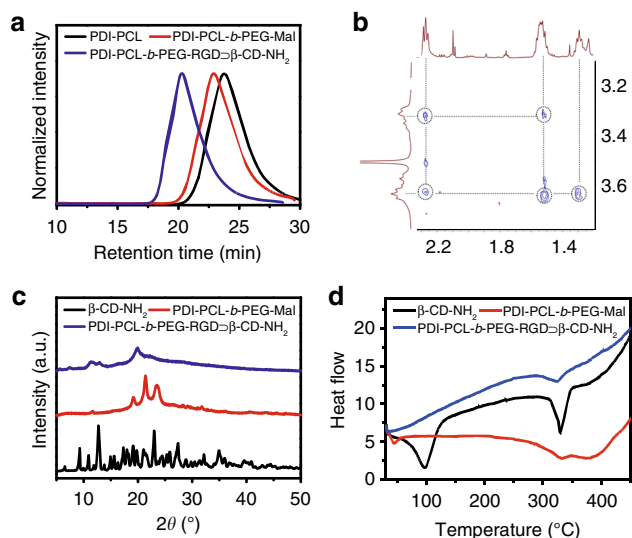 a
PDI-PCL PDI-PCL-b-PEG-Mal
PDI-PCL-b-PEG-RGD⊃β-CD-NH₂
Normalized intensity
10 15 20 25 30
Retention time (min)
b
3.2
3.4
3.6
2.2 1.8 1.4
c
β-CD-NH₂ PDI-PCL-b-PEG-Mal
PDI-PCL-b-PEG-RGD⊃β-CD-NH₂
Intensity (a.u.)
10 20 30 40 50
2θ (°)
d
β-CD-NH₂ PDI-PCL-b-PEG-Mal
PDI-PCL-b-PEG-RGD⊃β-CD-NH₂
20
15
10
5
0
Heat flow
100 200 300 400
Temperature (°C)